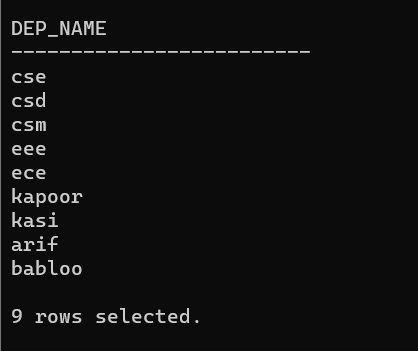 DEP_NAME
-------------------------
cse
csd
csm
eee
ece
kapoor
kasi
arif
babloo
9 rows selected.